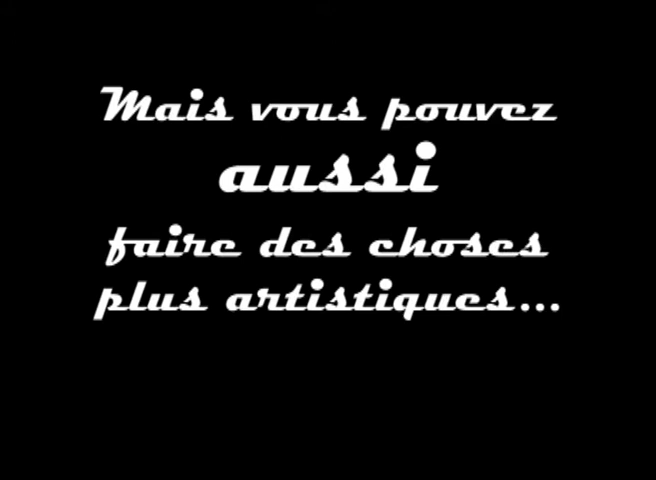 Mais vous pouvez
aussi
faire des choses
plus artistiques...